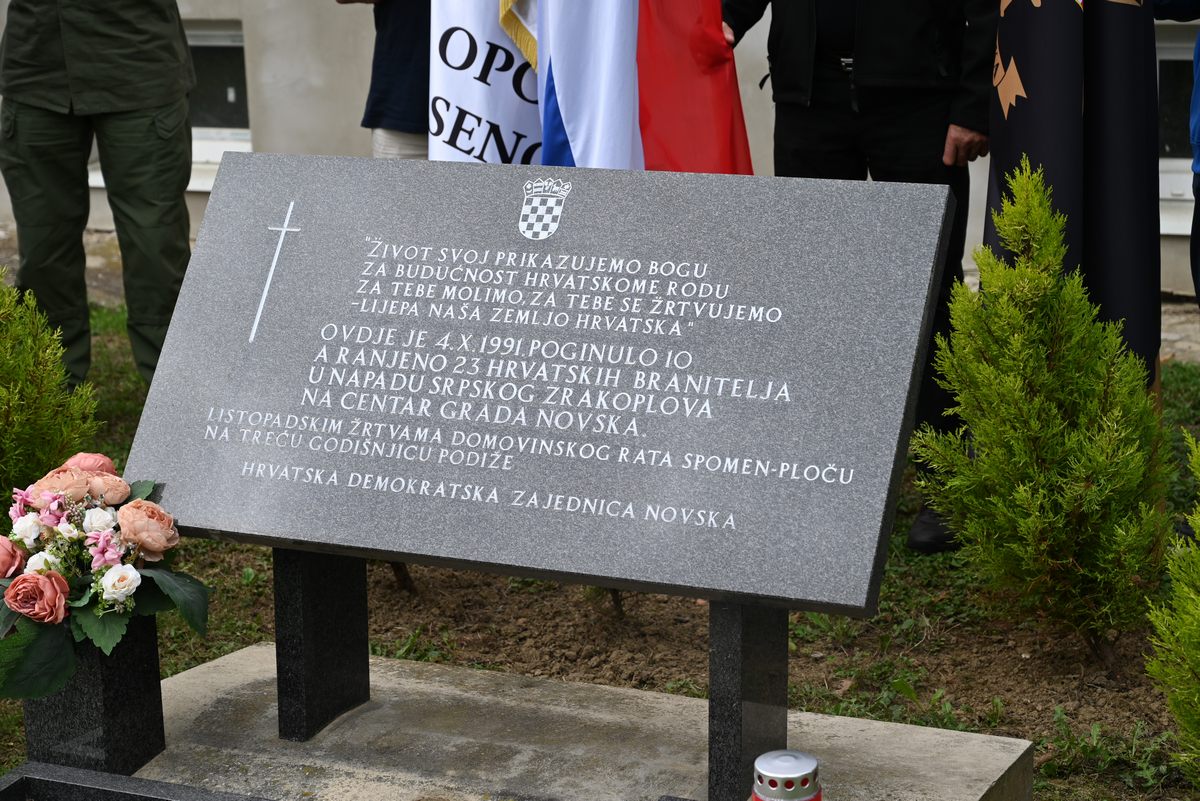 "ŽIVOT SVOJ PRIKAZUJEMO BOGU
ZA BUDUĆNOST HRVATSKOME RODU
ZA TEBE MOLIMO, ZA TEBE SE ŽRTVUJEMO
-LIJEPA NAŠA ZEMLJO HRVATSKA"
OVDJE JE 4.X.1991. POGINULO 10
A RANJENO 23 HRVATSKIH BRANITELJA
U NAPADU SRPSKOG ZRAKOPLOVA
NA CENTAR GRADA NOVSKA.
LISTOPADSKIM ŽRTVAMA DOMOVINSKOG RATA SPOMEN-PLOČU
NA TREĆU GODIŠNJICU PODIŽE
HRVATSKA DEMOKRATSKA ZAJEDNICA NOVSKA